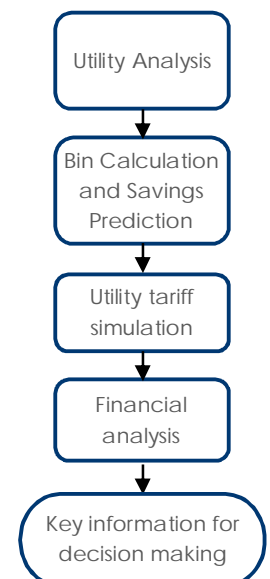 Utility Analysis
Bin Calculation
and Savings
Prediction
Utility tariff
simulation
Financial
analysis
Key information for
decision making